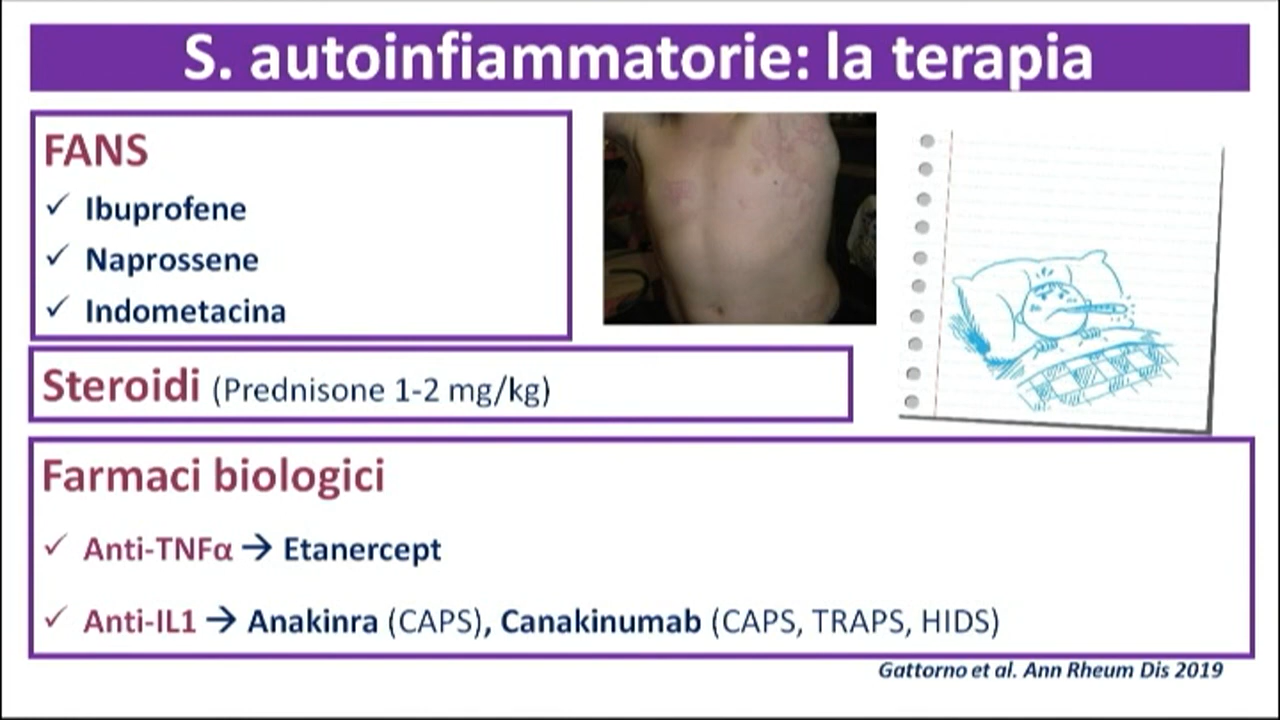 S. autoinfiammatorie: la terapia
FANS
✓ Ibuprofene
✓ Naprossene
✓ Indometacina
Steroidi (Prednisone 1-2 mg/kg)
Farmaci biologici
✓ Anti-TNFα → Etanercept
✓ Anti-IL1 → Anakinra (CAPS), Canakinumab (CAPS, TRAPS, HIDS)
Gattorno et al. Ann Rheum Dis 2019